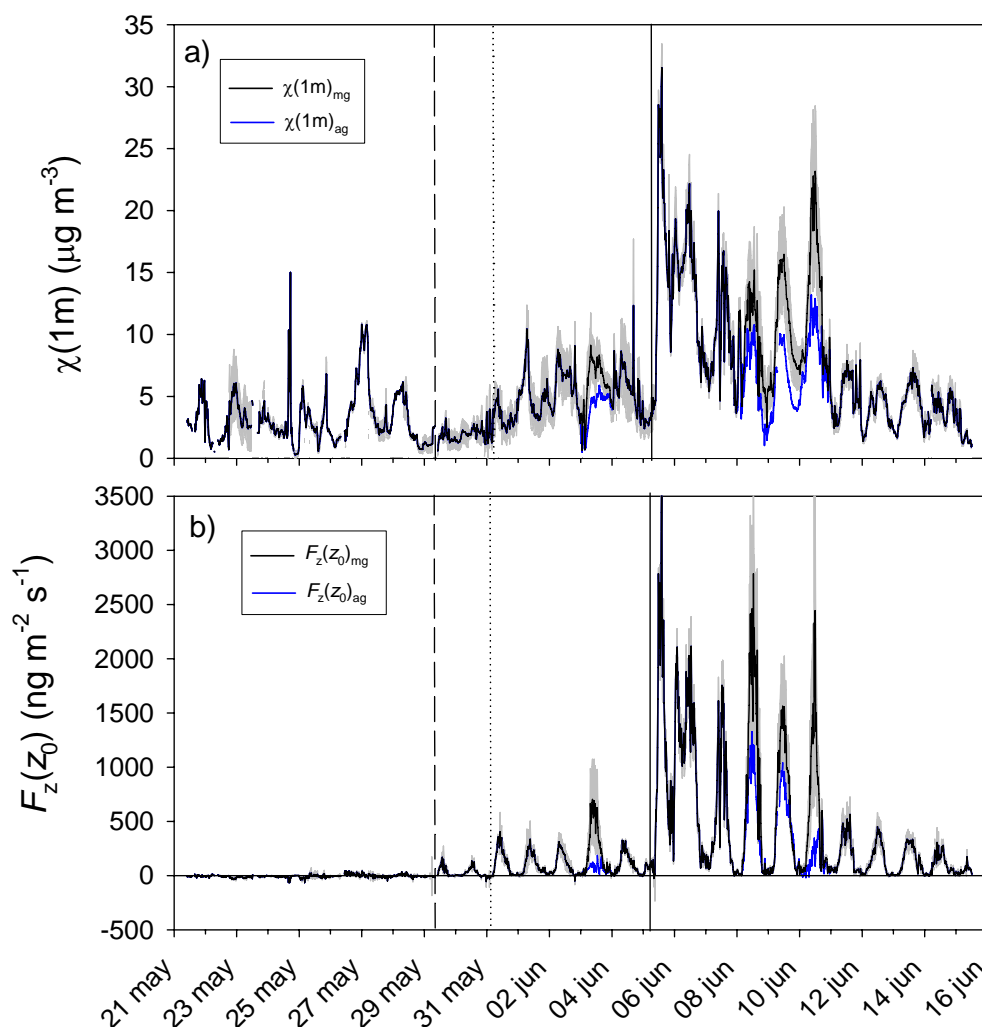 a)
χ(1m)mg
χ(1m)ag
χ(1m) (µg m-3)
35
30
25
20
15
10
5
0
b)
Fz(z0)mg
Fz(z0)ag
Fz(z0) (ng m-2 s-1)
3500
3000
2500
2000
1500
1000
500
0
-500
21 may
23 may
25 may
27 may
29 may
31 may
02 jun
04 jun
06 jun
08 jun
10 jun
12 jun
14 jun
16 jun